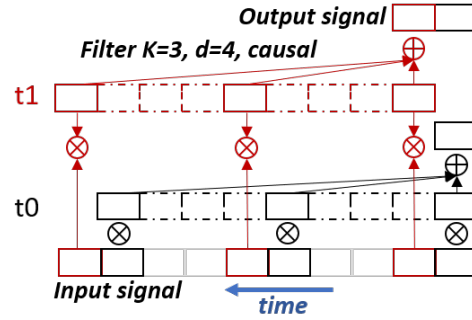 Output signal
Filter K=3, d=4, causal
t1
t0
Input signal
time